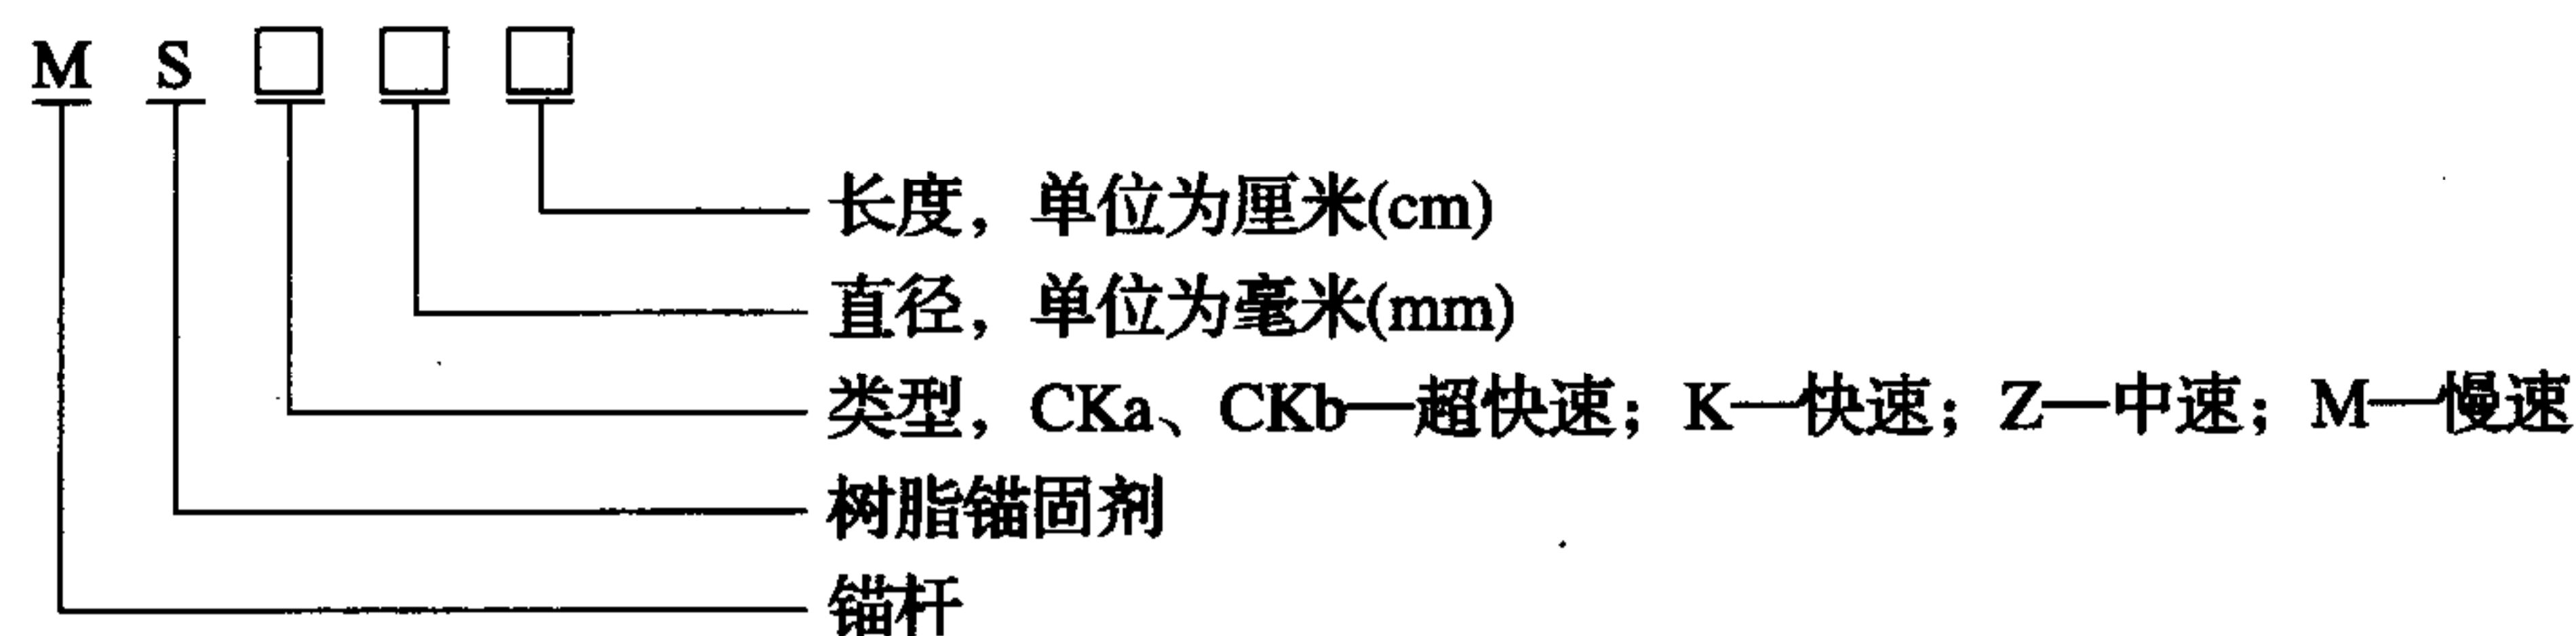 M S □ □ □
长度，单位为厘米(cm)
直径，单位为毫米(mm)
类型，CKa、CKb—超快速；K—快速；Z—中速；M—慢速
树脂锚固剂
锚杆